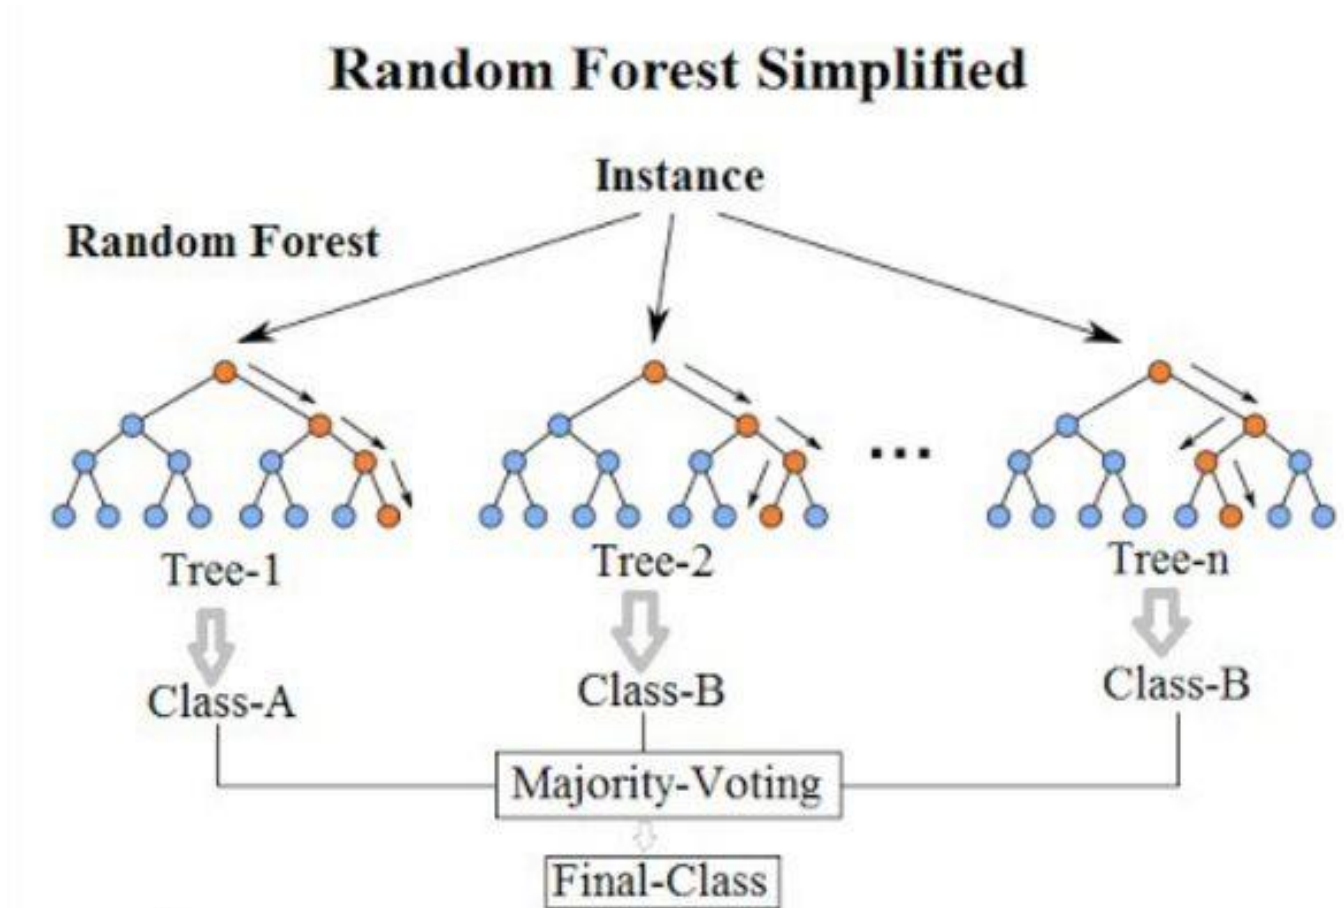 Random Forest Simplified
Instance
Random Forest
...
Tree-1
Tree-2
Tree-n
Class-A
Class-B
Class-B
Majority-Voting
Final-Class